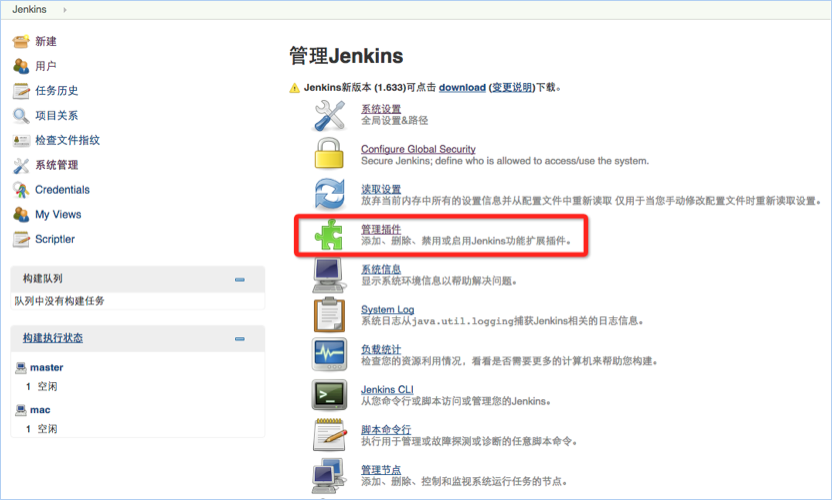 Jenkins
新建
用户
任务历史
项目关系
检查文件指纹
系统管理
Credentials
My Views
Scriptler
构建队列
队列中没有构建任务
构建执行状态
master
1 空闲
mac
1 空闲
管理Jenkins
Jenkins新版本 (1.633)可点击 download (变更说明)下载。
系统设置
全局设置&路径
Configure Global Security
Secure Jenkins; define who is allowed to access/use the system.
读取设置
放弃当前内存中所有的设置信息并从配置文件中重新读取 仅用于当您手动修改配置文件时重新读取设置。
管理插件
添加、删除、禁用或启用Jenkins功能扩展插件。
系统信息
显示系统环境信息以帮助解决问题。
System Log
系统日志从java.util.logging捕获Jenkins相关的日志信息。
负载统计
检查您的资源利用情况，看看是否需要更多的计算机来帮助您构建。
Jenkins CLI
从您命令行或脚本访问或管理您的Jenkins。
脚本命令行
执行用于管理或故障探测或诊断的任意脚本命令。
管理节点
添加、删除、控制和监视系统运行任务的节点。